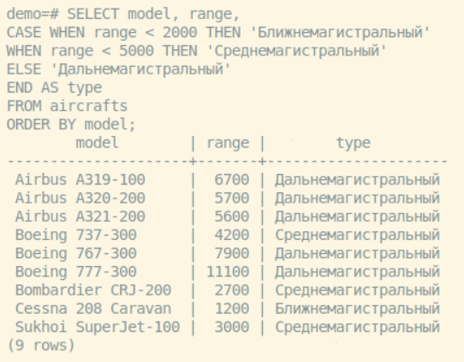 demo=# SELECT model, range,
CASE WHEN range < 2000 THEN 'Ближнемагистральный'
WHEN range < 5000 THEN 'Среднемагистральный'
ELSE 'Дальнемагистральный'
END AS type
FROM aircrafts
ORDER BY model;
        model        | range |        type
---------------------+-------+---------------------
 Airbus A319-100     |  6700 | Дальнемагистральный
 Airbus A320-200     |  5700 | Дальнемагистральный
 Airbus A321-200     |  5600 | Дальнемагистральный
 Boeing 737-300      |  4200 | Среднемагистральный
 Boeing 767-300      |  7900 | Дальнемагистральный
 Boeing 777-300      | 11100 | Дальнемагистральный
 Bombardier CRJ-200  |  2700 | Среднемагистральный
 Cessna 208 Caravan  |  1200 | Ближнемагистральный
 Sukhoi SuperJet-100 |  3000 | Среднемагистральный
(9 rows)